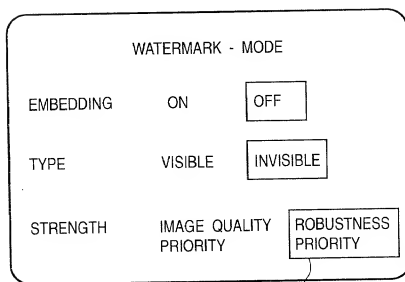 WATERMARK - MODE
EMBEDDING ON OFF
TYPE VISIBLE INVISIBLE
STRENGTH IMAGE QUALITY PRIORITY ROBUSTNESS PRIORITY